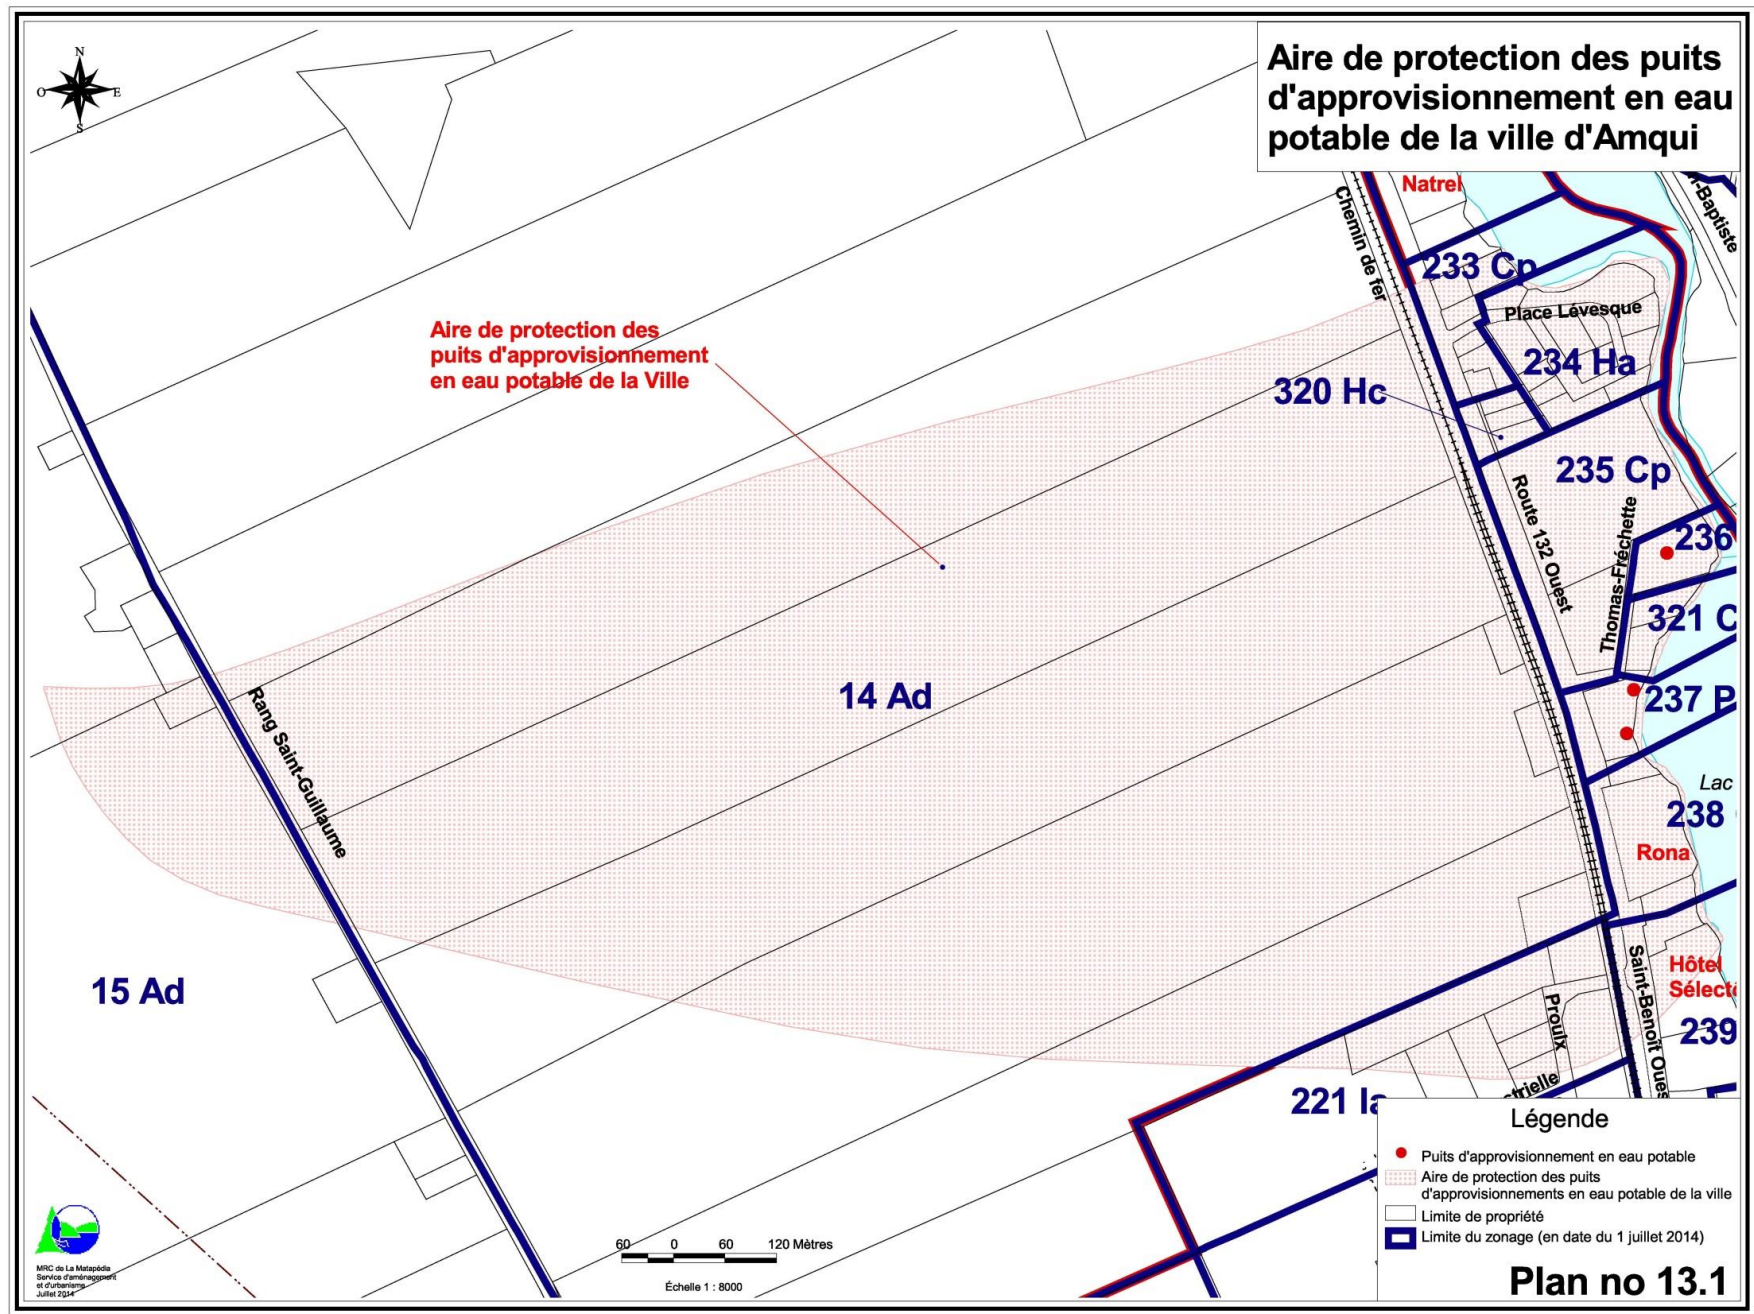 Aire de protection des puits
d'approvisionnement en eau
potable de la ville d'Amqui
N
O
E
S
Natrel
Chemin de fer
n-Baptiste
233 Cp
Place Lévesque
234 Ha
320 Hc
Aire de protection des
puits d'approvisionnement
en eau potable de la Ville
235 Cp
Route 132 Ouest
Thomas-Fréchette
236
321 C
14 Ad
237 P
Rang Saint-Guillaume
Lac
238
Rona
15 Ad
Saint-Benoît Oues
Hôtel
Sélect
Proulx
239
strielle
221 Ia
Légende
Puits d'approvisionnement en eau potable
Aire de protection des puits
d'approvisionnements en eau potable de la ville
Limite de propriété
Limite du zonage (en date du 1 juillet 2014)
Plan no 13.1
60 0 60 120 Mètres
Échelle 1 : 8000
MRC de La Matapédia
Service d'aménagement
et d'urbanisme
Juillet 2014